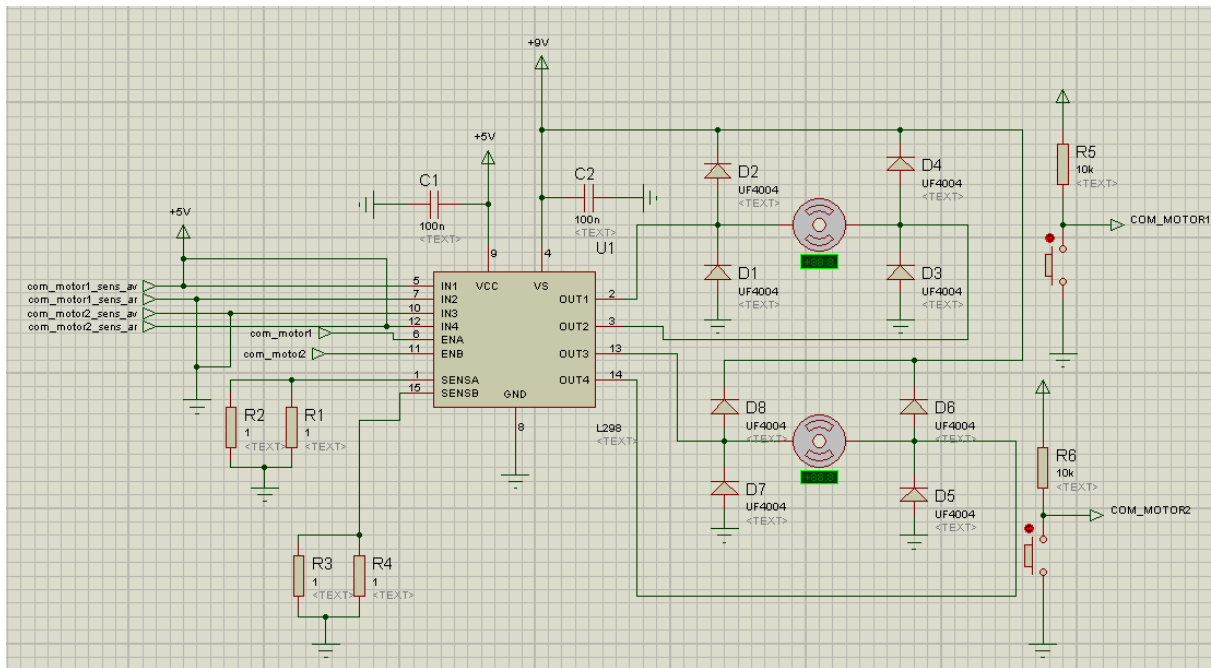 +9V
+5V
C1
100n
<TEXT>
C2
100n
<TEXT>
+5V
U1
D2
UF4004
<TEXT>
D4
UF4004
<TEXT>
R5
10k
<TEXT>
COM_MOTOR1
com_motor1_sens_av
com_motor1_sens_ar
com_motor2_sens_av
com_motor2_sens_ar
com_motor1
com_motor2
5
7
10
12
6
11
1
15
9
4
IN1
IN2
IN3
IN4
ENA
ENB
SENSA
SENSB
VCC
VS
OUT1
OUT2
OUT3
OUT4
GND
2
3
13
14
8
L298
<TEXT>
D1
UF4004
<TEXT>
D3
UF4004
<TEXT>
R2
1
<TEXT>
R1
1
<TEXT>
D8
UF4004
<TEXT>
D6
UF4004
<TEXT>
D7
UF4004
<TEXT>
D5
UF4004
<TEXT>
R6
10k
<TEXT>
COM_MOTOR2
R3
1
<TEXT>
R4
1
<TEXT>